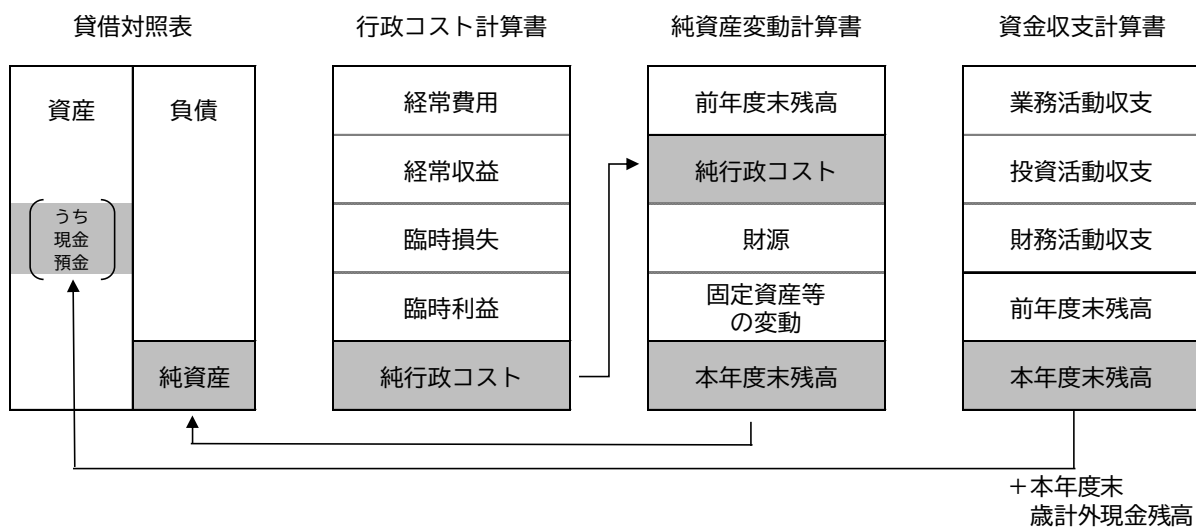 貸借対照表
資産
負債
うち
現金
預金
純資産
行政コスト計算書
経常費用
経常収益
臨時損失
臨時利益
純行政コスト
純資産変動計算書
前年度末残高
純行政コスト
財源
固定資産等
の変動
本年度末残高
資金収支計算書
業務活動収支
投資活動収支
財務活動収支
前年度末残高
本年度末残高
＋本年度末
歳計外現金残高